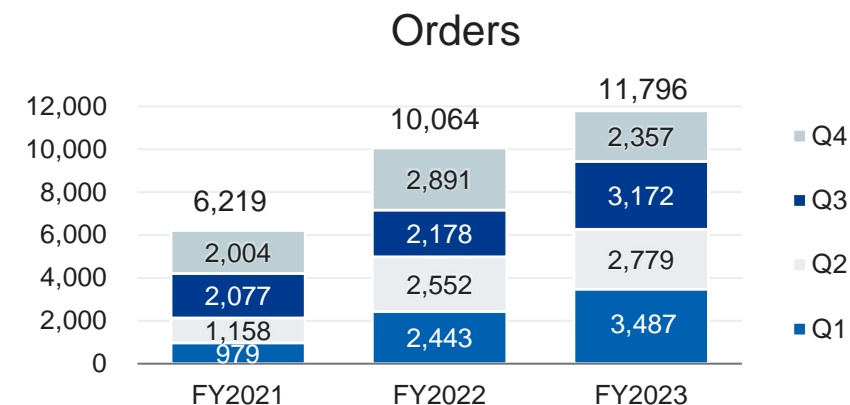 Orders
12,000
10,000
8,000
6,000
4,000
2,000
0
6,219
2,004
2,077
1,158
979
10,064
2,891
2,178
2,552
2,443
11,796
2,357
3,172
2,779
3,487
FY2021
FY2022
FY2023
Q4
Q3
Q2
Q1